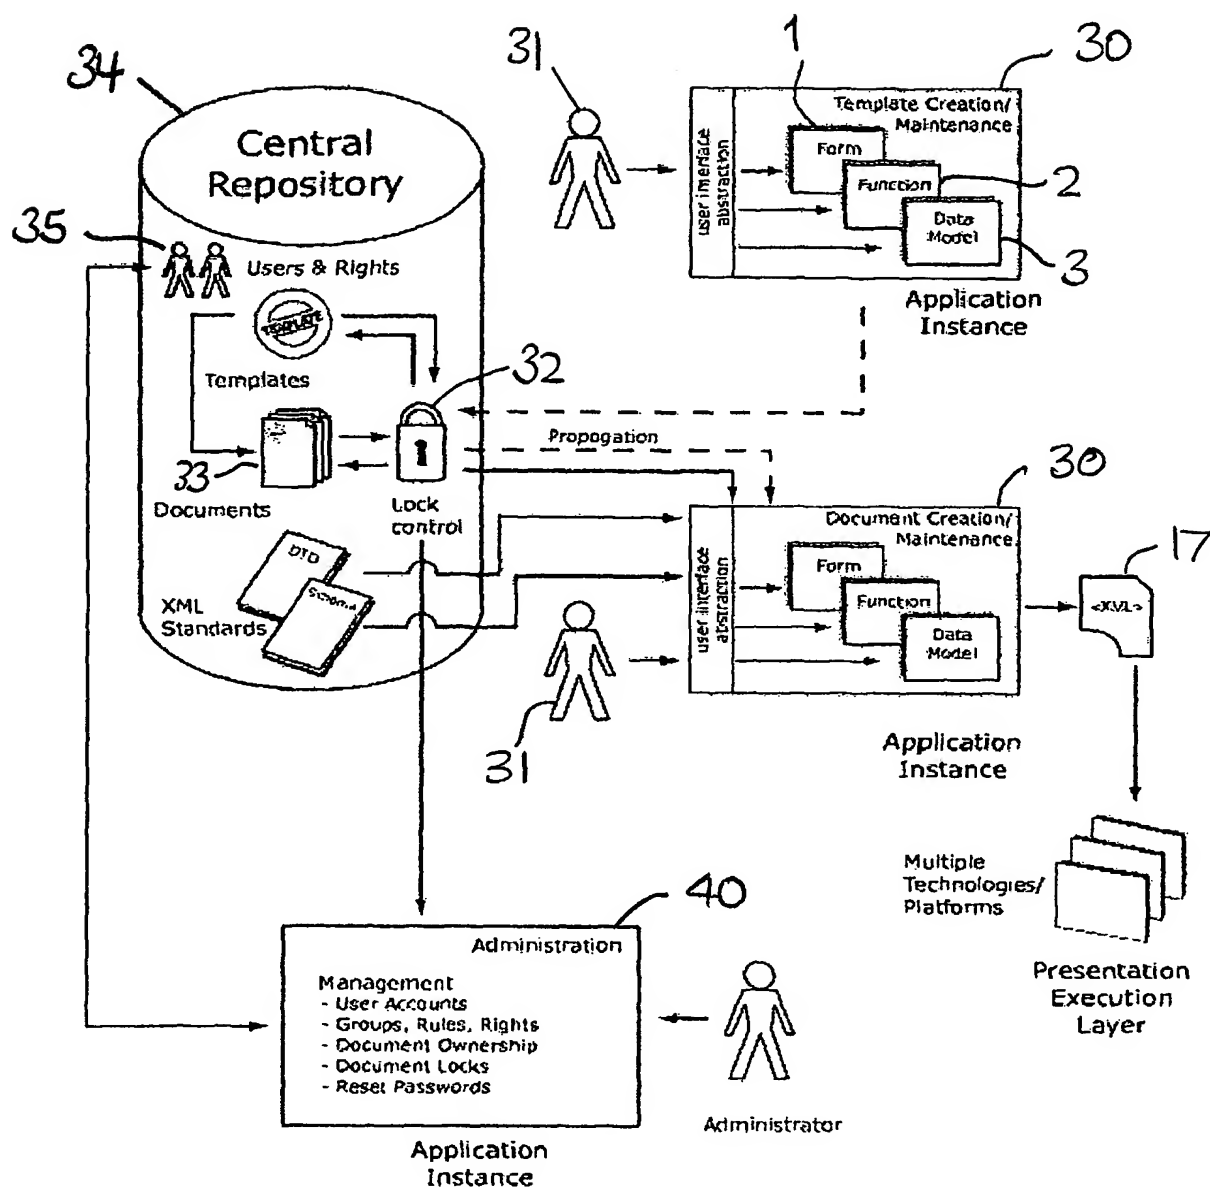 34
31
1
30
Central
Repository
Template Creation/
Maintenance
user interface
abstraction
Form
Function
2
Data
Model
3
35
Users & Rights
Application
Instance
TEMPLATE
Templates
32
Propogation
33
Documents
Lock
control
30
Document Creation/
Maintenance
user interface
abstraction
Form
Function
Data
Model
17
DTD
Schema
XML
Standards
31
Application
Instance
Multiple
Technologies/
Platforms
Presentation
Execution
Layer
40
Administration
Management
- User Accounts
- Groups, Rules, Rights
- Document Ownership
- Document Locks
- Reset Passwords
Administrator
Application
Instance